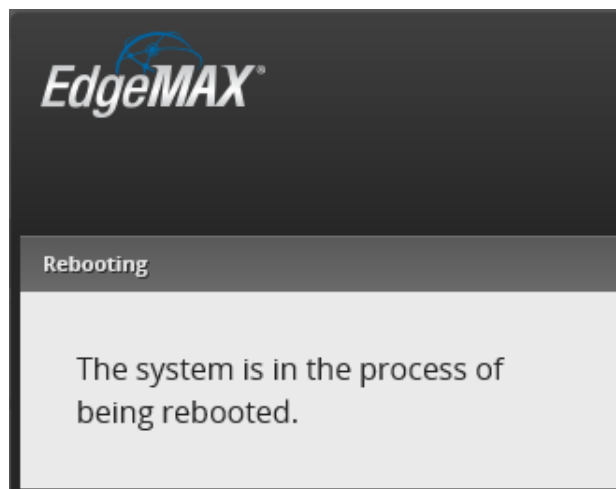 EdgeMAX®
Rebooting
The system is in the process of
being rebooted.